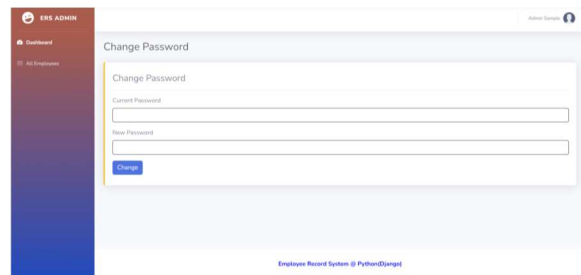 ERS ADMIN
Admin Sample
Dashboard
All Employees
Change Password
Change Password
Current Password
New Password
Change
Employee Record System @ Python(Django)